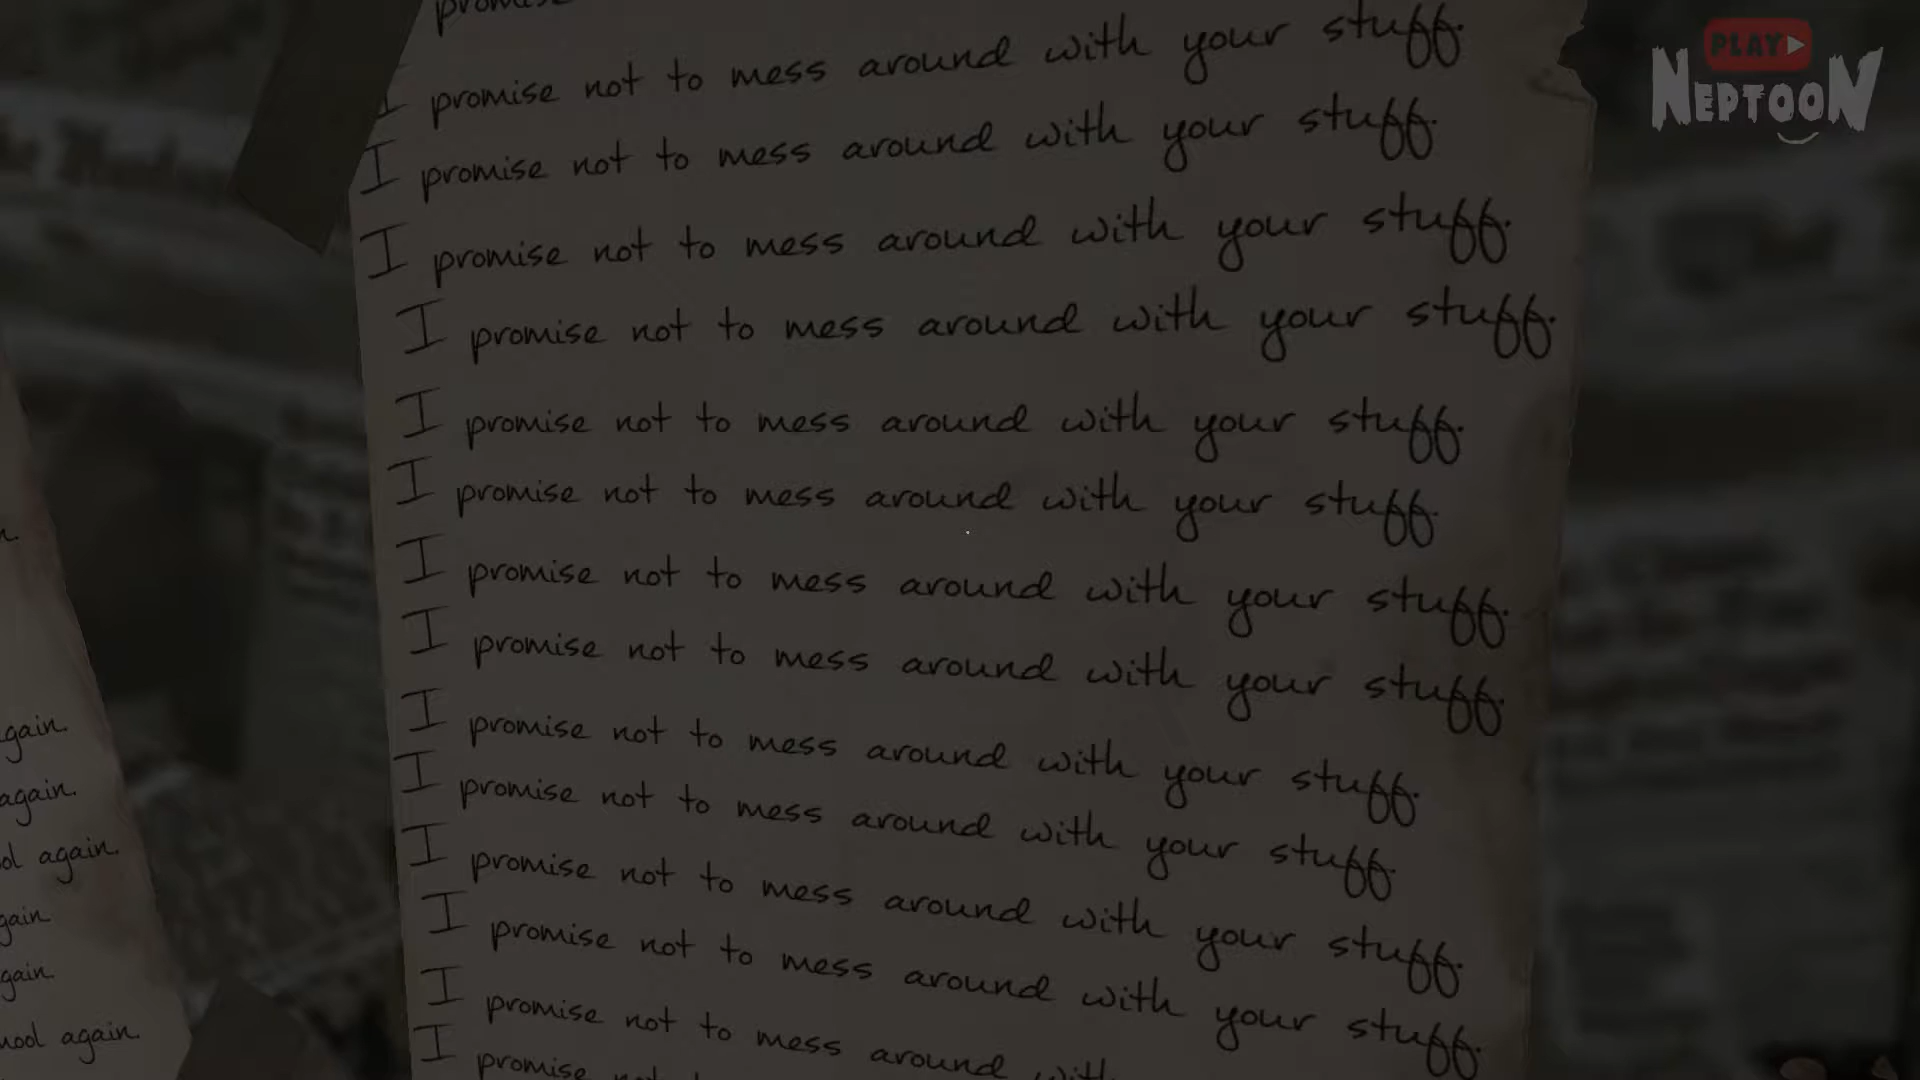 PLAY
NEPTOON
I promise not to mess around with your stuff.
I promise not to mess around with your stuff.
I promise not to mess around with your stuff.
I promise not to mess around with your stuff.
I promise not to mess around with your stuff.
I promise not to mess around with your stuff.
I promise not to mess around with your stuff.
I promise not to mess around with your stuff.
I promise not to mess around with your stuff.
I promise not to mess around with your stuff.
I promise not to mess around with your stuff.
I promise not to mess around with your stuff.
I promise not to mess around with your stuff.
I promise not to mess around with
again.
again.
again.
gain
gain
again.